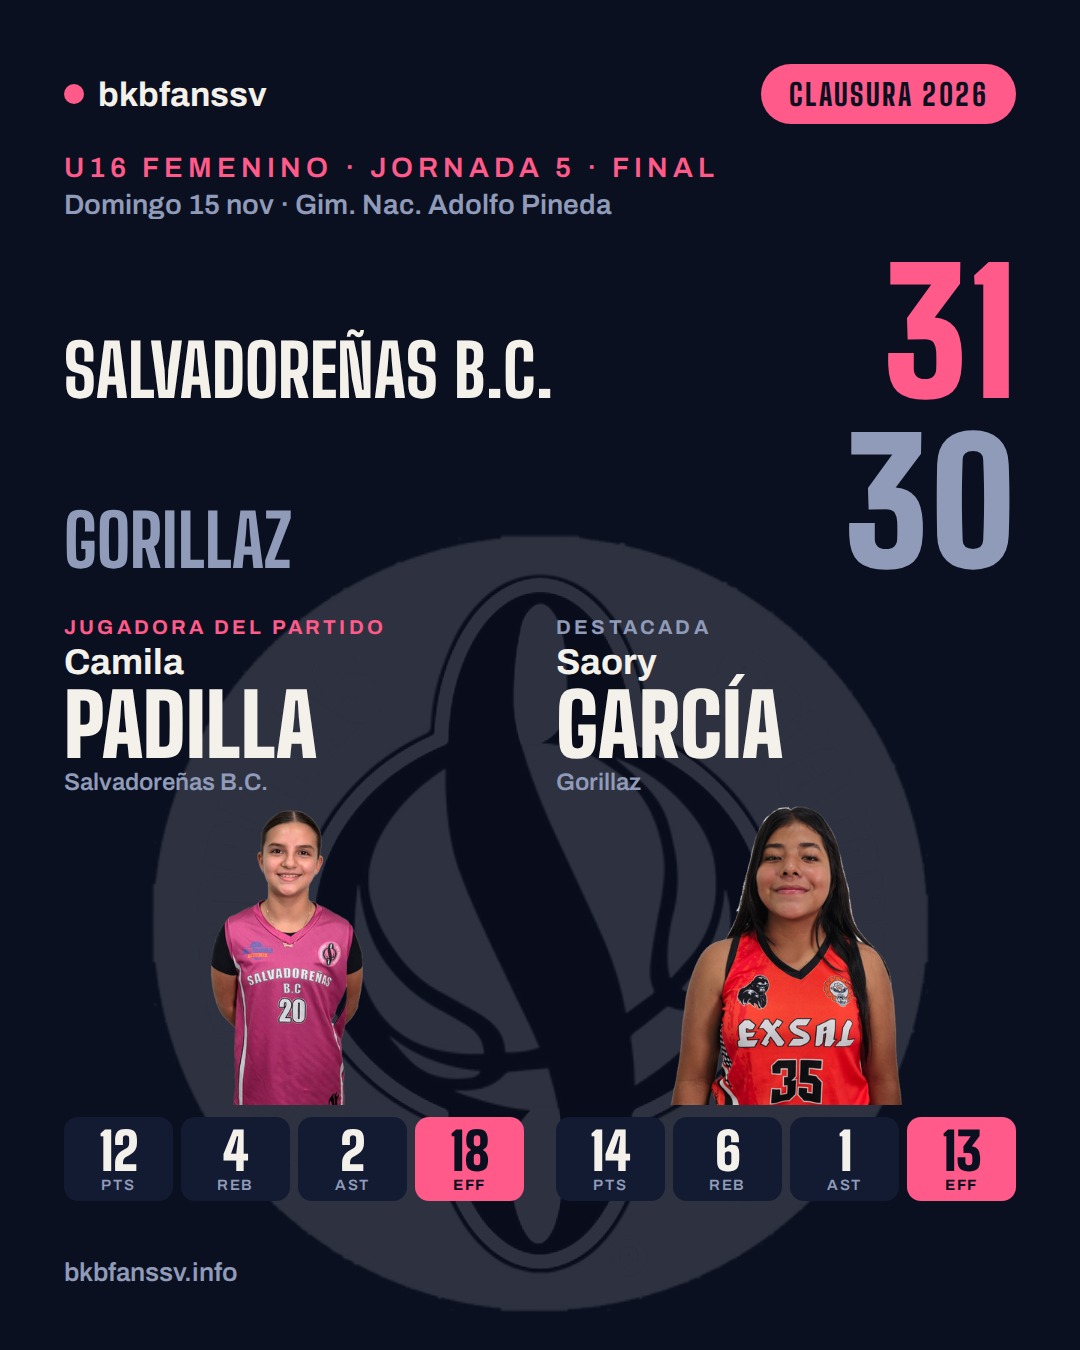 bkbfanssv
CLAUSURA 2026
U16 FEMENINO · JORNADA 5 · FINAL
Domingo 15 nov · Gim. Nac. Adolfo Pineda
SALVADOREÑAS B.C.
31
GORILLAZ
30
JUGADORA DEL PARTIDO
Camila
PADILLA
Salvadoreñas B.C.
DESTACADA
Saory
GARCÍA
Gorillaz
SALVADOREÑAS
B.C
20
EXSAL
35
12
PTS
4
REB
2
AST
18
EFF
14
PTS
6
REB
1
AST
13
EFF
bkbfanssv.info